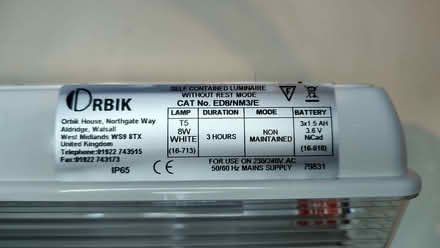 ORBIK
Orbik House, Northgate Way
Aldridge, Walsall
West Midlands WS9 8TX
United Kingdom
Telephone: 01922 743515
Fax: 01922 743173
IP65
SELF CONTAINED LUMINAIRE
WITHOUT REST MODE
CAT No. ED8/NM3/E
LAMP DURATION MODE BATTERY
T5 8W WHITE (16-713)
3 HOURS
NON MAINTAINED
3x1.5 AH 3.6 V NiCad (16-818)
CE
FOR USE ON 230/240V AC
50/60 Hz MAINS SUPPLY
79831